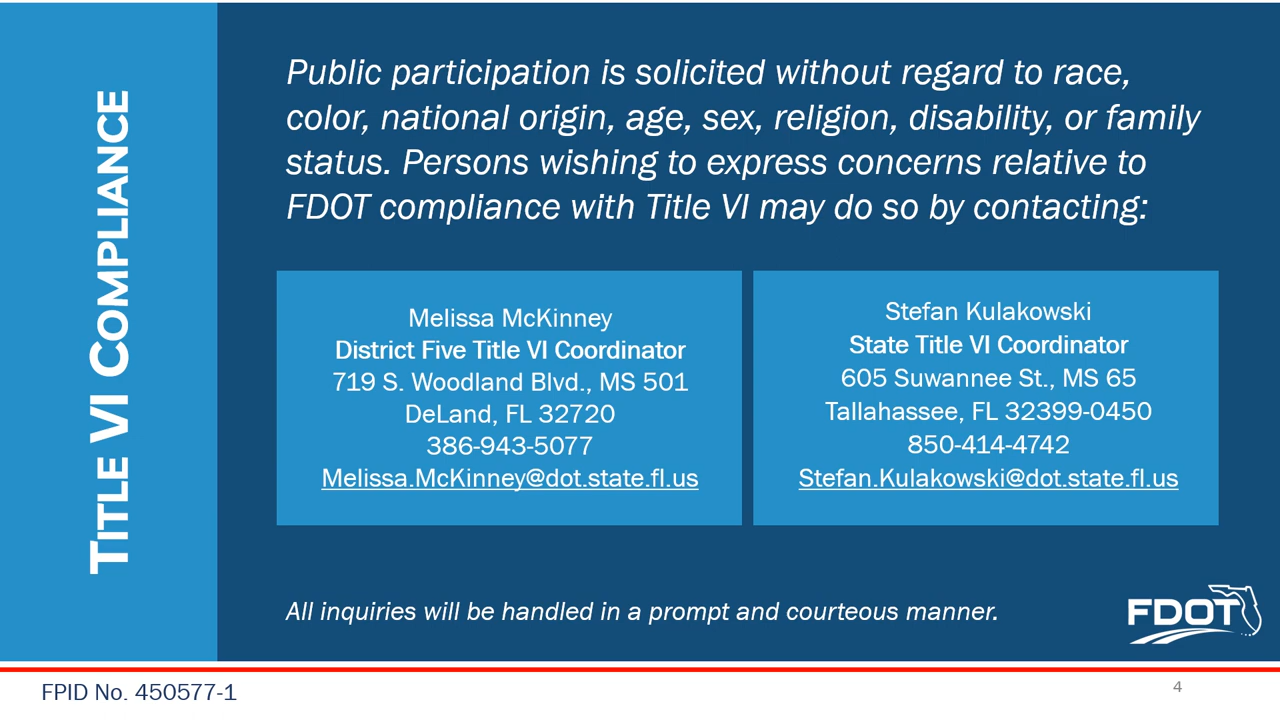 TITLE VI COMPLIANCE
Public participation is solicited without regard to race,
color, national origin, age, sex, religion, disability, or family
status. Persons wishing to express concerns relative to
FDOT compliance with Title VI may do so by contacting:
Melissa McKinney
District Five Title VI Coordinator
719 S. Woodland Blvd., MS 501
DeLand, FL 32720
386-943-5077
Melissa.McKinney@dot.state.fl.us
Stefan Kulakowski
State Title VI Coordinator
605 Suwannee St., MS 65
Tallahassee, FL 32399-0450
850-414-4742
Stefan.Kulakowski@dot.state.fl.us
All inquiries will be handled in a prompt and courteous manner.
FDOT
FPID No. 450577-1
4